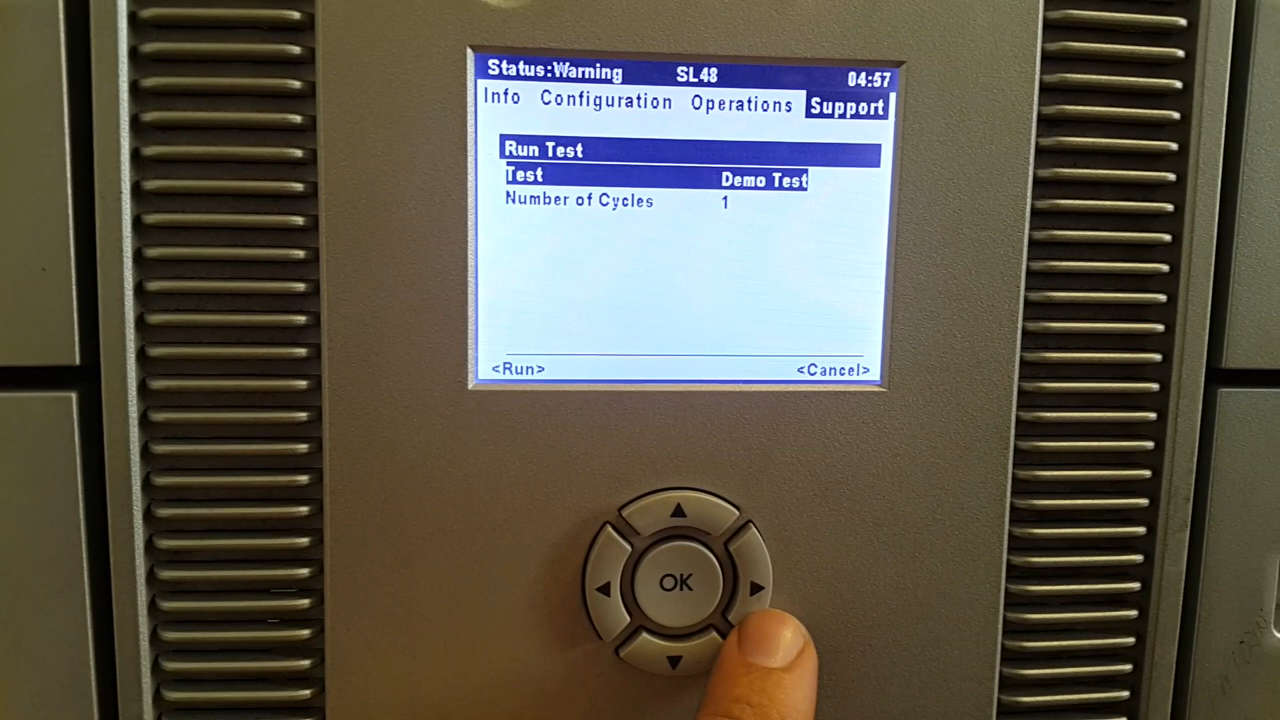 Status:Warning SL48 04:57
Info Configuration Operations Support
Run Test
Test Demo Test
Number of Cycles 1
<Run> <Cancel>
OK